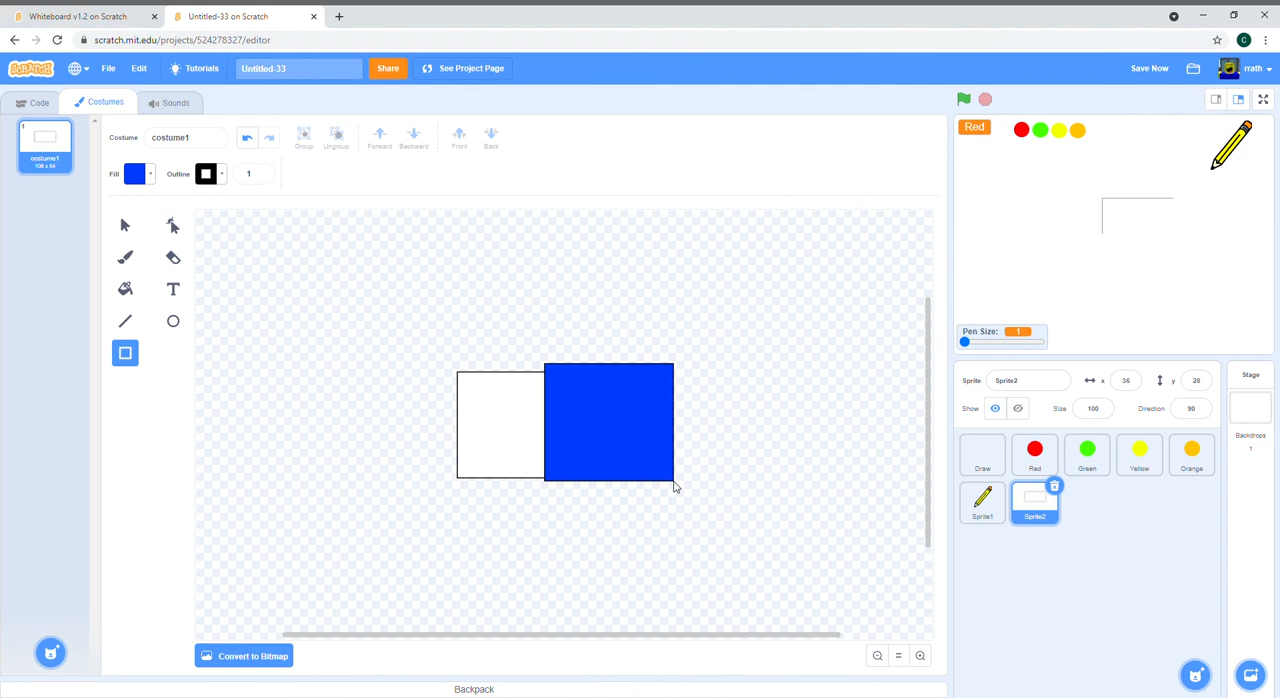 Whiteboard v1.2 on Scratch
Untitled-33 on Scratch
scratch.mit.edu/projects/524278327/editor
C
SCRATCH
File
Edit
Tutorials
Untitled-33
Share
See Project Page
Save Now
rrath
Code
Costumes
Sounds
1
costume1
108 x 54
Costume
costume1
Group
Ungroup
Forward
Backward
Front
Back
Fill
Outline
1
T
Convert to Bitmap
Backpack
Red
Pen Size: 1
Sprite
Sprite2
x
36
y
28
Show
Size
100
Direction
90
Draw
Red
Green
Yellow
Orange
Sprite1
Sprite2
Stage
Backdrops
1